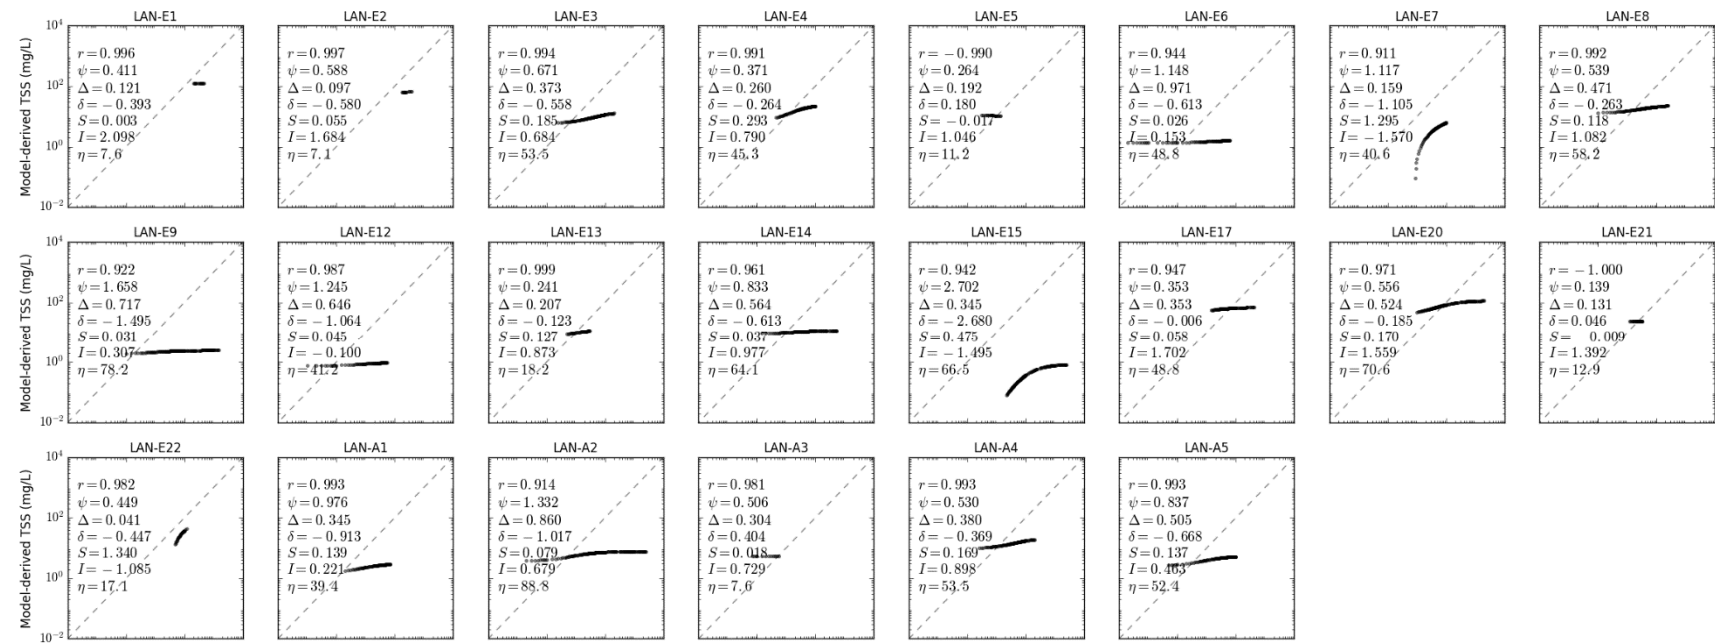 LAN-E1
LAN-E2
LAN-E3
LAN-E4
LAN-E5
LAN-E6
LAN-E7
LAN-E8
Model-derived TSS (mg/L)
10⁴
10²
10⁰
10⁻²
r = 0.996
ψ = 0.411
Δ = 0.121
δ = − 0.393
S = 0.003
I = 2.098
η = 7.6
r = 0.997
ψ = 0.588
Δ = 0.097
δ = − 0.580
S = 0.055
I = 1.684
η = 7.1
r = 0.994
ψ = 0.671
Δ = 0.373
δ = − 0.558
S = 0.185
I = 0.684
η = 53.5
r = 0.991
ψ = 0.371
Δ = 0.260
δ = − 0.264
S = 0.293
I = 0.790
η = 45.3
r = − 0.990
ψ = 0.264
Δ = 0.192
δ = 0.180
S = − 0.017
I = 1.046
η = 11.2
r = 0.944
ψ = 1.148
Δ = 0.971
δ = − 0.613
S = 0.026
I = 0.153
η = 48.8
r = 0.911
ψ = 1.117
Δ = 0.159
δ = − 1.105
S = 1.295
I = − 1.570
η = 40.6
r = 0.992
ψ = 0.539
Δ = 0.471
δ = − 0.263
S = 0.118
I = 1.082
η = 58.2
LAN-E9
LAN-E12
LAN-E13
LAN-E14
LAN-E15
LAN-E17
LAN-E20
LAN-E21
Model-derived TSS (mg/L)
10⁴
10²
10⁰
10⁻²
r = 0.922
ψ = 1.658
Δ = 0.717
δ = − 1.495
S = 0.031
I = 0.307
η = 78.2
r = 0.987
ψ = 1.245
Δ = 0.646
δ = − 1.064
S = 0.045
I = − 0.100
η = 41.2
r = 0.999
ψ = 0.241
Δ = 0.207
δ = − 0.123
S = 0.127
I = 0.873
η = 18.2
r = 0.961
ψ = 0.833
Δ = 0.564
δ = − 0.613
S = 0.037
I = 0.977
η = 64.1
r = 0.942
ψ = 2.702
Δ = 0.345
δ = − 2.680
S = 0.475
I = − 1.495
η = 66.5
r = 0.947
ψ = 0.353
Δ = 0.353
δ = − 0.006
S = 0.058
I = 1.702
η = 48.8
r = 0.971
ψ = 0.556
Δ = 0.524
δ = − 0.185
S = 0.170
I = 1.559
η = 70.6
r = − 1.000
ψ = 0.139
Δ = 0.131
δ = 0.046
S = 0.009
I = 1.392
η = 12.9
LAN-E22
LAN-A1
LAN-A2
LAN-A3
LAN-A4
LAN-A5
Model-derived TSS (mg/L)
10⁴
10²
10⁰
10⁻²
r = 0.982
ψ = 0.449
Δ = 0.041
δ = − 0.447
S = 1.340
I = − 1.085
η = 17.1
r = 0.993
ψ = 0.976
Δ = 0.345
δ = − 0.913
S = 0.139
I = 0.221
η = 39.4
r = 0.914
ψ = 1.332
Δ = 0.860
δ = − 1.017
S = 0.079
I = 0.679
η = 88.8
r = 0.981
ψ = 0.506
Δ = 0.304
δ = 0.404
S = 0.018
I = 0.729
η = 7.6
r = 0.993
ψ = 0.530
Δ = 0.380
δ = − 0.369
S = 0.169
I = 0.898
η = 53.5
r = 0.993
ψ = 0.837
Δ = 0.505
δ = − 0.668
S = 0.137
I = 0.463
η = 52.4